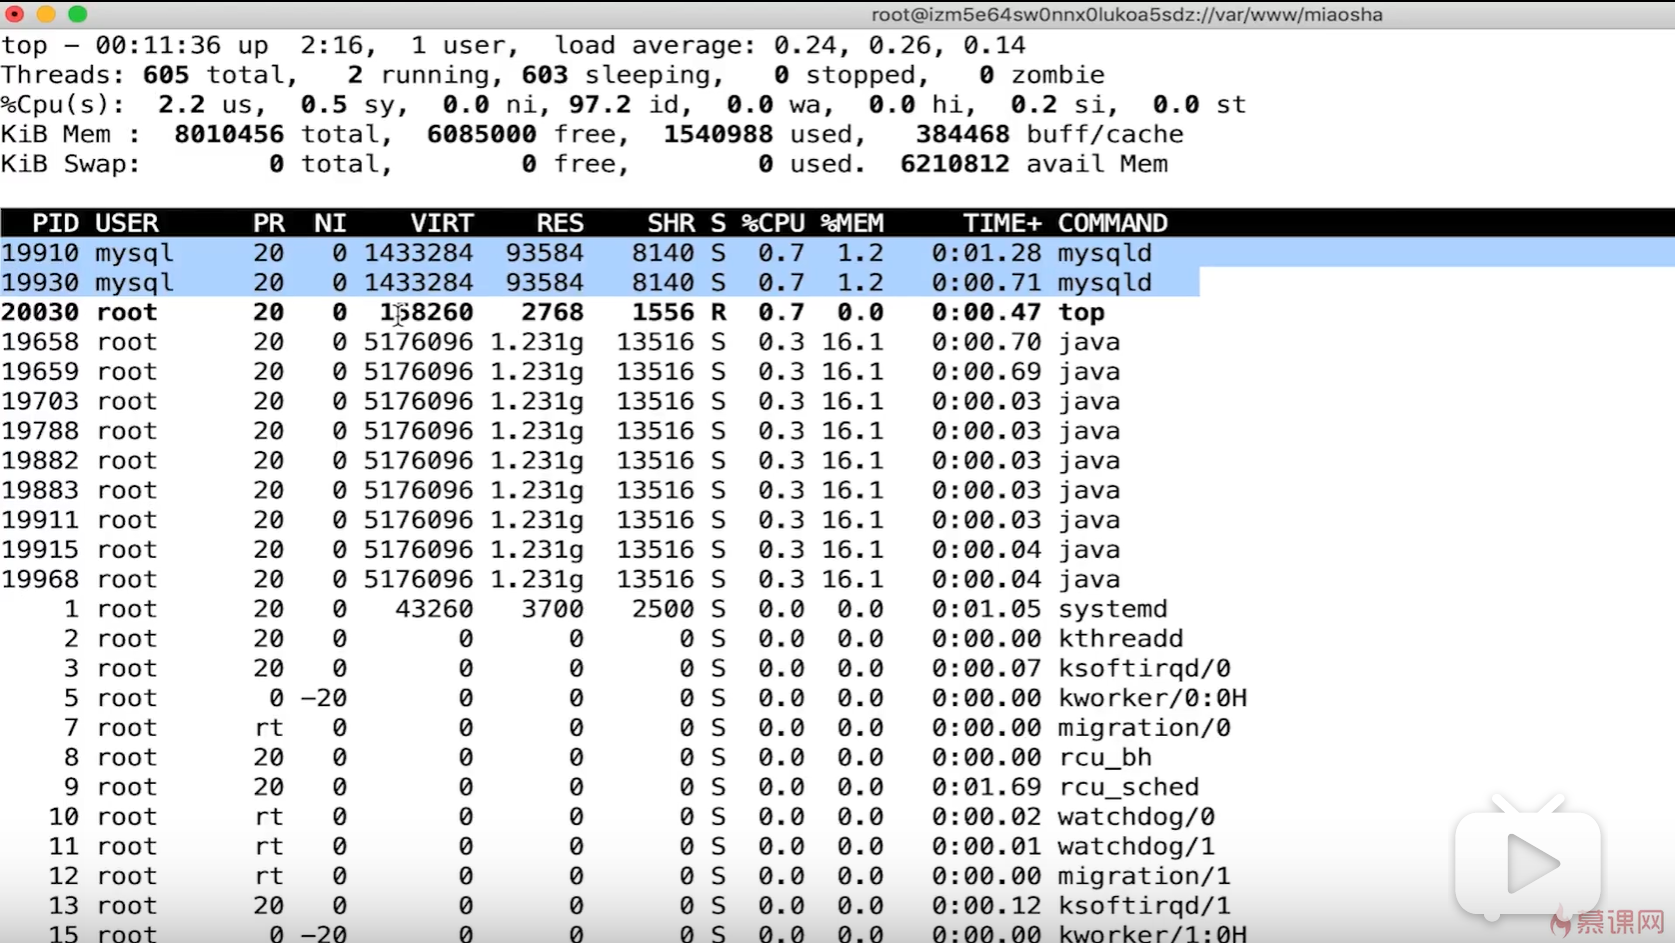 root@izm5e64sw0nnx0lukoa5sdz://var/www/miaosha
top – 00:11:36 up  2:16,  1 user,  load average: 0.24, 0.26, 0.14
Threads: 605 total,   2 running, 603 sleeping,   0 stopped,   0 zombie
%Cpu(s):  2.2 us,  0.5 sy,  0.0 ni, 97.2 id,  0.0 wa,  0.0 hi,  0.2 si,  0.0 st
KiB Mem :  8010456 total,  6085000 free,  1540988 used,   384468 buff/cache
KiB Swap:        0 total,        0 free,        0 used.  6210812 avail Mem
PID USER PR NI VIRT RES SHR S %CPU %MEM TIME+ COMMAND
19910 mysql 20 0 1433284 93584 8140 S 0.7 1.2 0:01.28 mysqld
19930 mysql 20 0 1433284 93584 8140 S 0.7 1.2 0:00.71 mysqld
20030 root 20 0 158260 2768 1556 R 0.7 0.0 0:00.47 top
19658 root 20 0 5176096 1.231g 13516 S 0.3 16.1 0:00.70 java
19659 root 20 0 5176096 1.231g 13516 S 0.3 16.1 0:00.69 java
19703 root 20 0 5176096 1.231g 13516 S 0.3 16.1 0:00.03 java
19788 root 20 0 5176096 1.231g 13516 S 0.3 16.1 0:00.03 java
19882 root 20 0 5176096 1.231g 13516 S 0.3 16.1 0:00.03 java
19883 root 20 0 5176096 1.231g 13516 S 0.3 16.1 0:00.03 java
19911 root 20 0 5176096 1.231g 13516 S 0.3 16.1 0:00.03 java
19915 root 20 0 5176096 1.231g 13516 S 0.3 16.1 0:00.04 java
19968 root 20 0 5176096 1.231g 13516 S 0.3 16.1 0:00.04 java
1 root 20 0 43260 3700 2500 S 0.0 0.0 0:01.05 systemd
2 root 20 0 0 0 0 S 0.0 0.0 0:00.00 kthreadd
3 root 20 0 0 0 0 S 0.0 0.0 0:00.07 ksoftirqd/0
5 root 0 –20 0 0 0 S 0.0 0.0 0:00.00 kworker/0:0H
7 root rt 0 0 0 0 S 0.0 0.0 0:00.00 migration/0
8 root 20 0 0 0 0 S 0.0 0.0 0:00.00 rcu_bh
9 root 20 0 0 0 0 S 0.0 0.0 0:01.69 rcu_sched
10 root rt 0 0 0 0 S 0.0 0.0 0:00.02 watchdog/0
11 root rt 0 0 0 0 S 0.0 0.0 0:00.01 watchdog/1
12 root rt 0 0 0 0 S 0.0 0.0 0:00.00 migration/1
13 root 20 0 0 0 0 S 0.0 0.0 0:00.12 ksoftirqd/1
15 root 0 –20 0 0 0 S 0.0 0.0 0:00.00 kworker/1:0H
慕课网